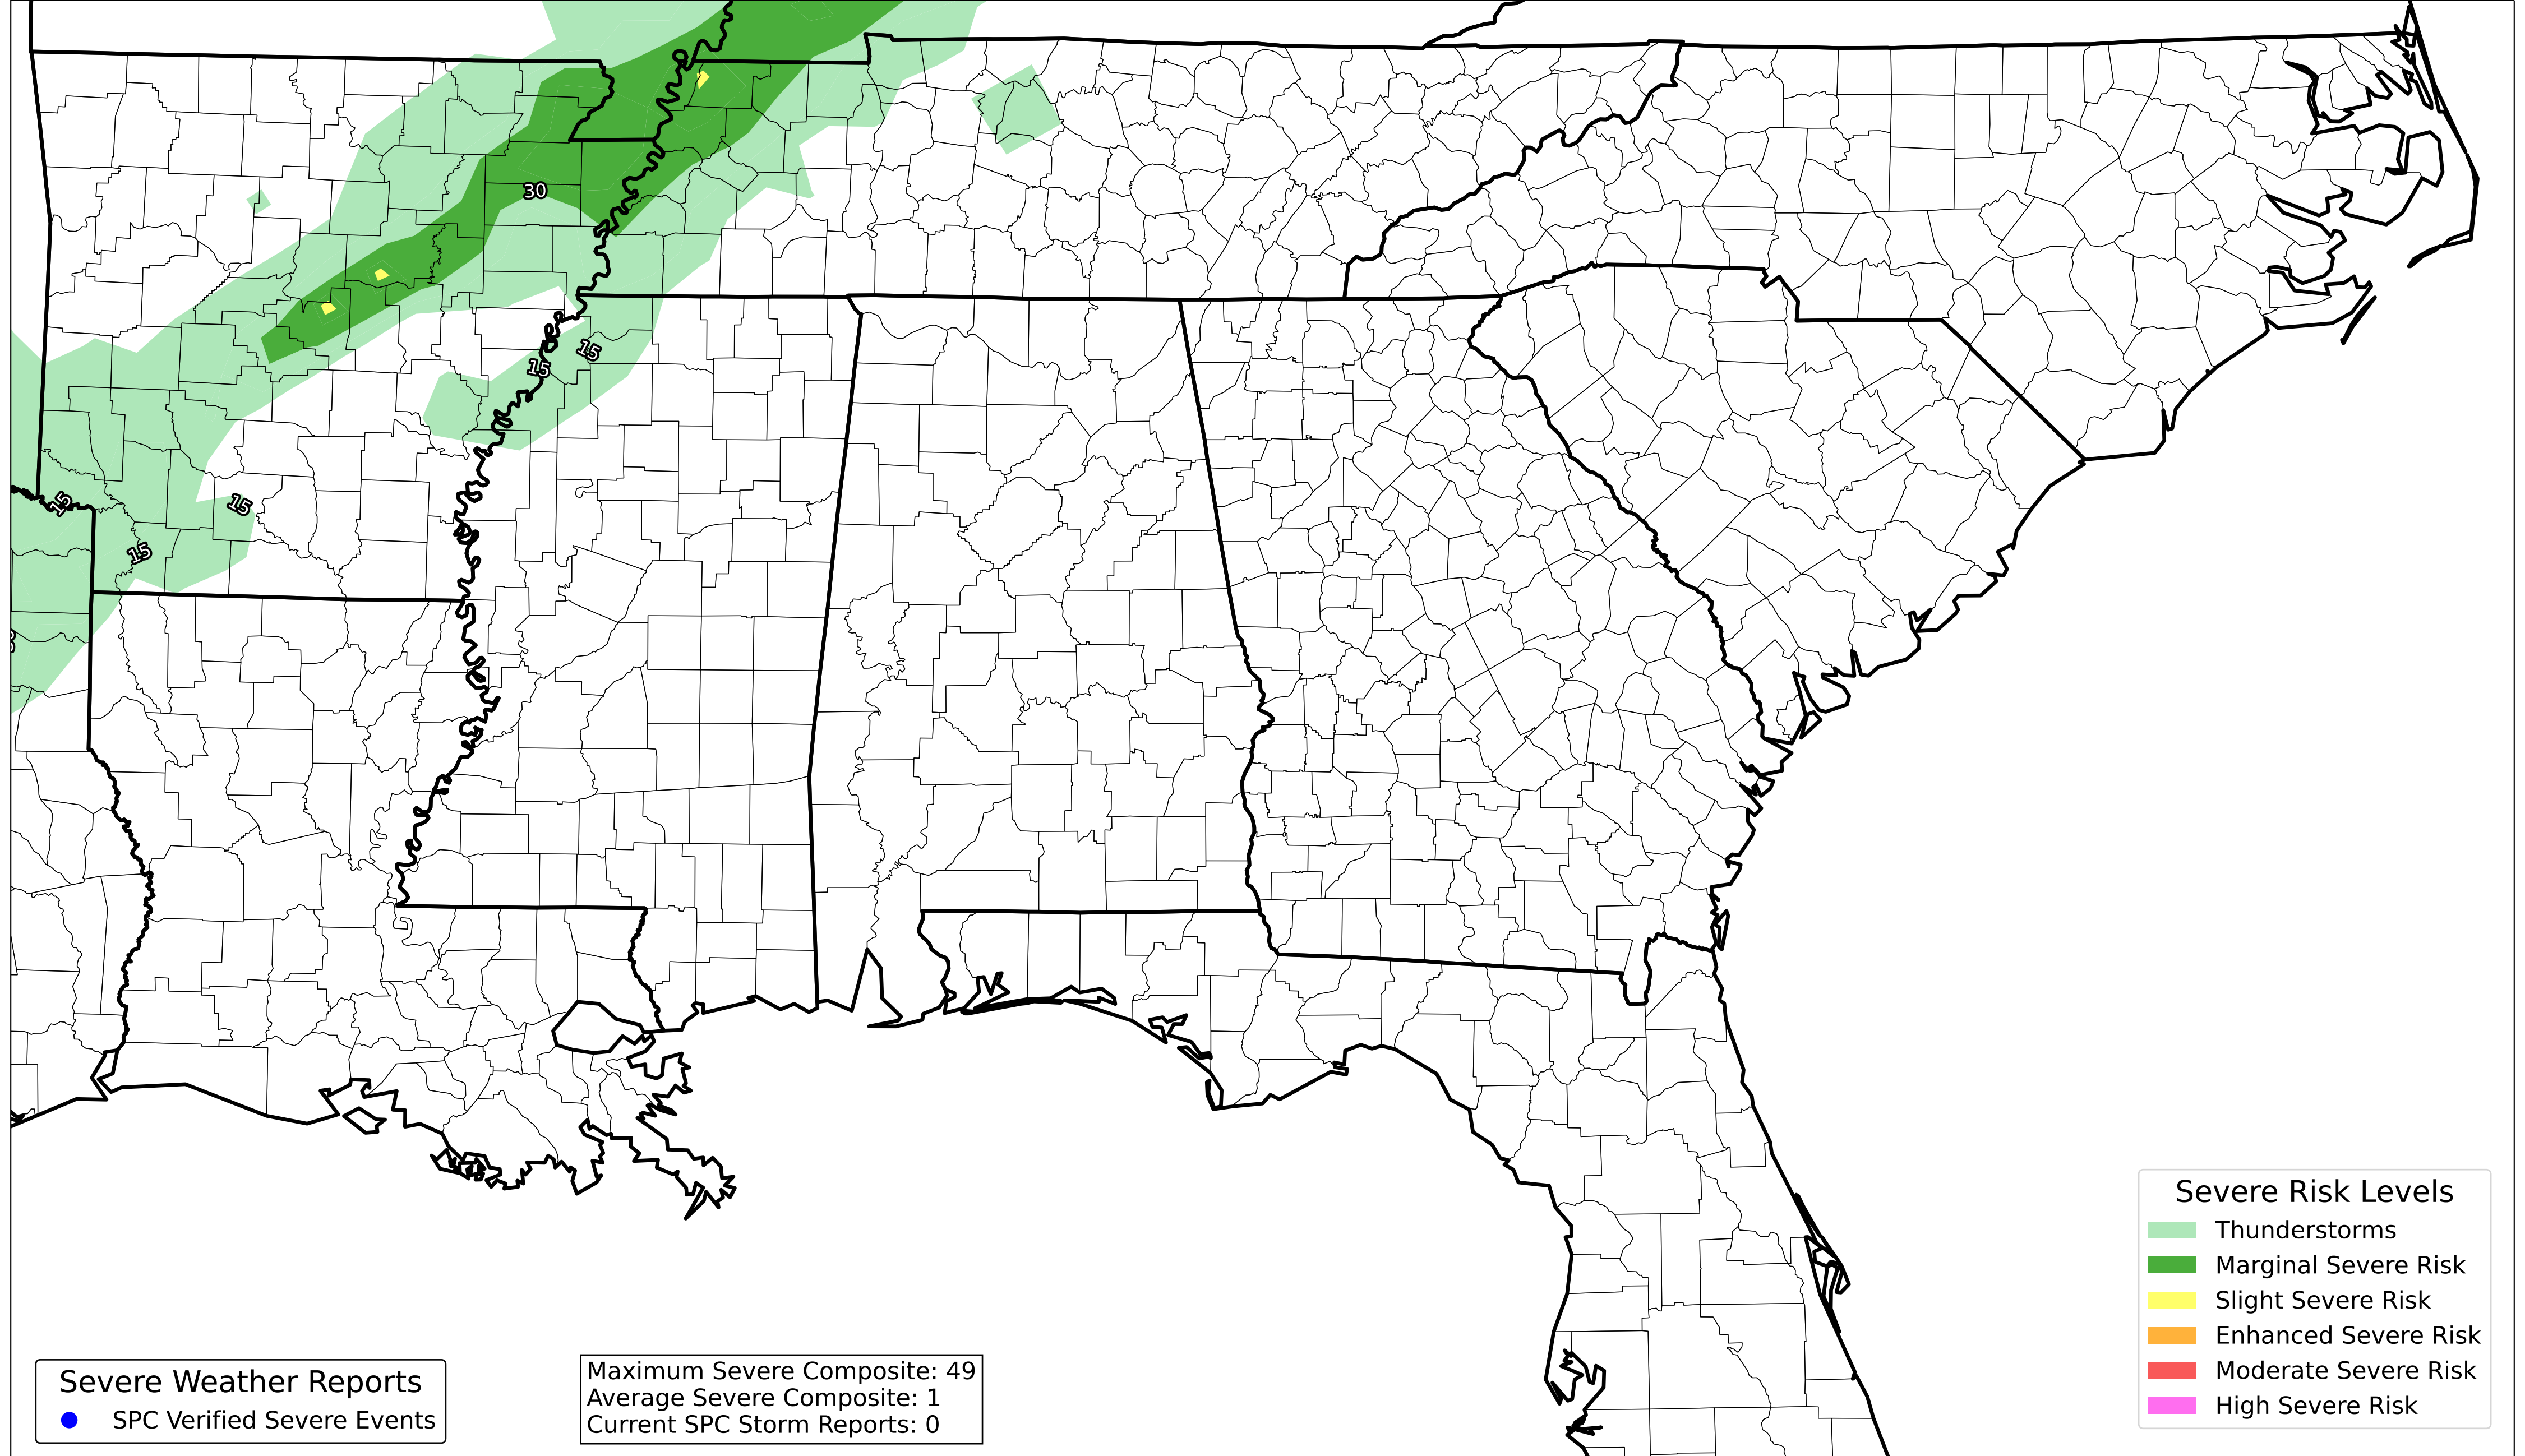 30
15
15
15
15
15
Severe Risk Levels
Thunderstorms
Marginal Severe Risk
Slight Severe Risk
Enhanced Severe Risk
Moderate Severe Risk
High Severe Risk
Severe Weather Reports
SPC Verified Severe Events
Maximum Severe Composite: 49
Average Severe Composite: 1
Current SPC Storm Reports: 0